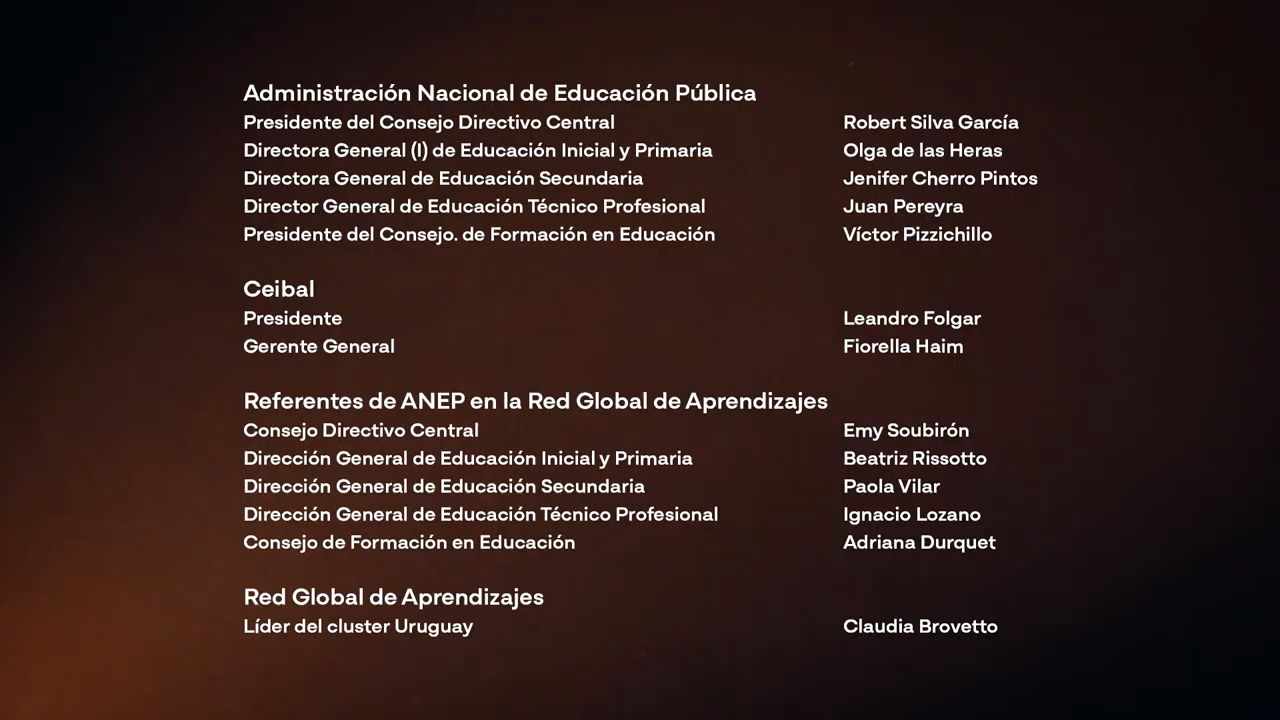 Administración Nacional de Educación Pública
Presidente del Consejo Directivo Central Robert Silva García
Directora General (I) de Educación Inicial y Primaria Olga de las Heras
Directora General de Educación Secundaria Jenifer Cherro Pintos
Director General de Educación Técnico Profesional Juan Pereyra
Presidente del Consejo. de Formación en Educación Víctor Pizzichillo
Ceibal
Presidente Leandro Folgar
Gerente General Fiorella Haim
Referentes de ANEP en la Red Global de Aprendizajes
Consejo Directivo Central Emy Soubirón
Dirección General de Educación Inicial y Primaria Beatriz Rissotto
Dirección General de Educación Secundaria Paola Vilar
Dirección General de Educación Técnico Profesional Ignacio Lozano
Consejo de Formación en Educación Adriana Durquet
Red Global de Aprendizajes
Líder del cluster Uruguay Claudia Brovetto